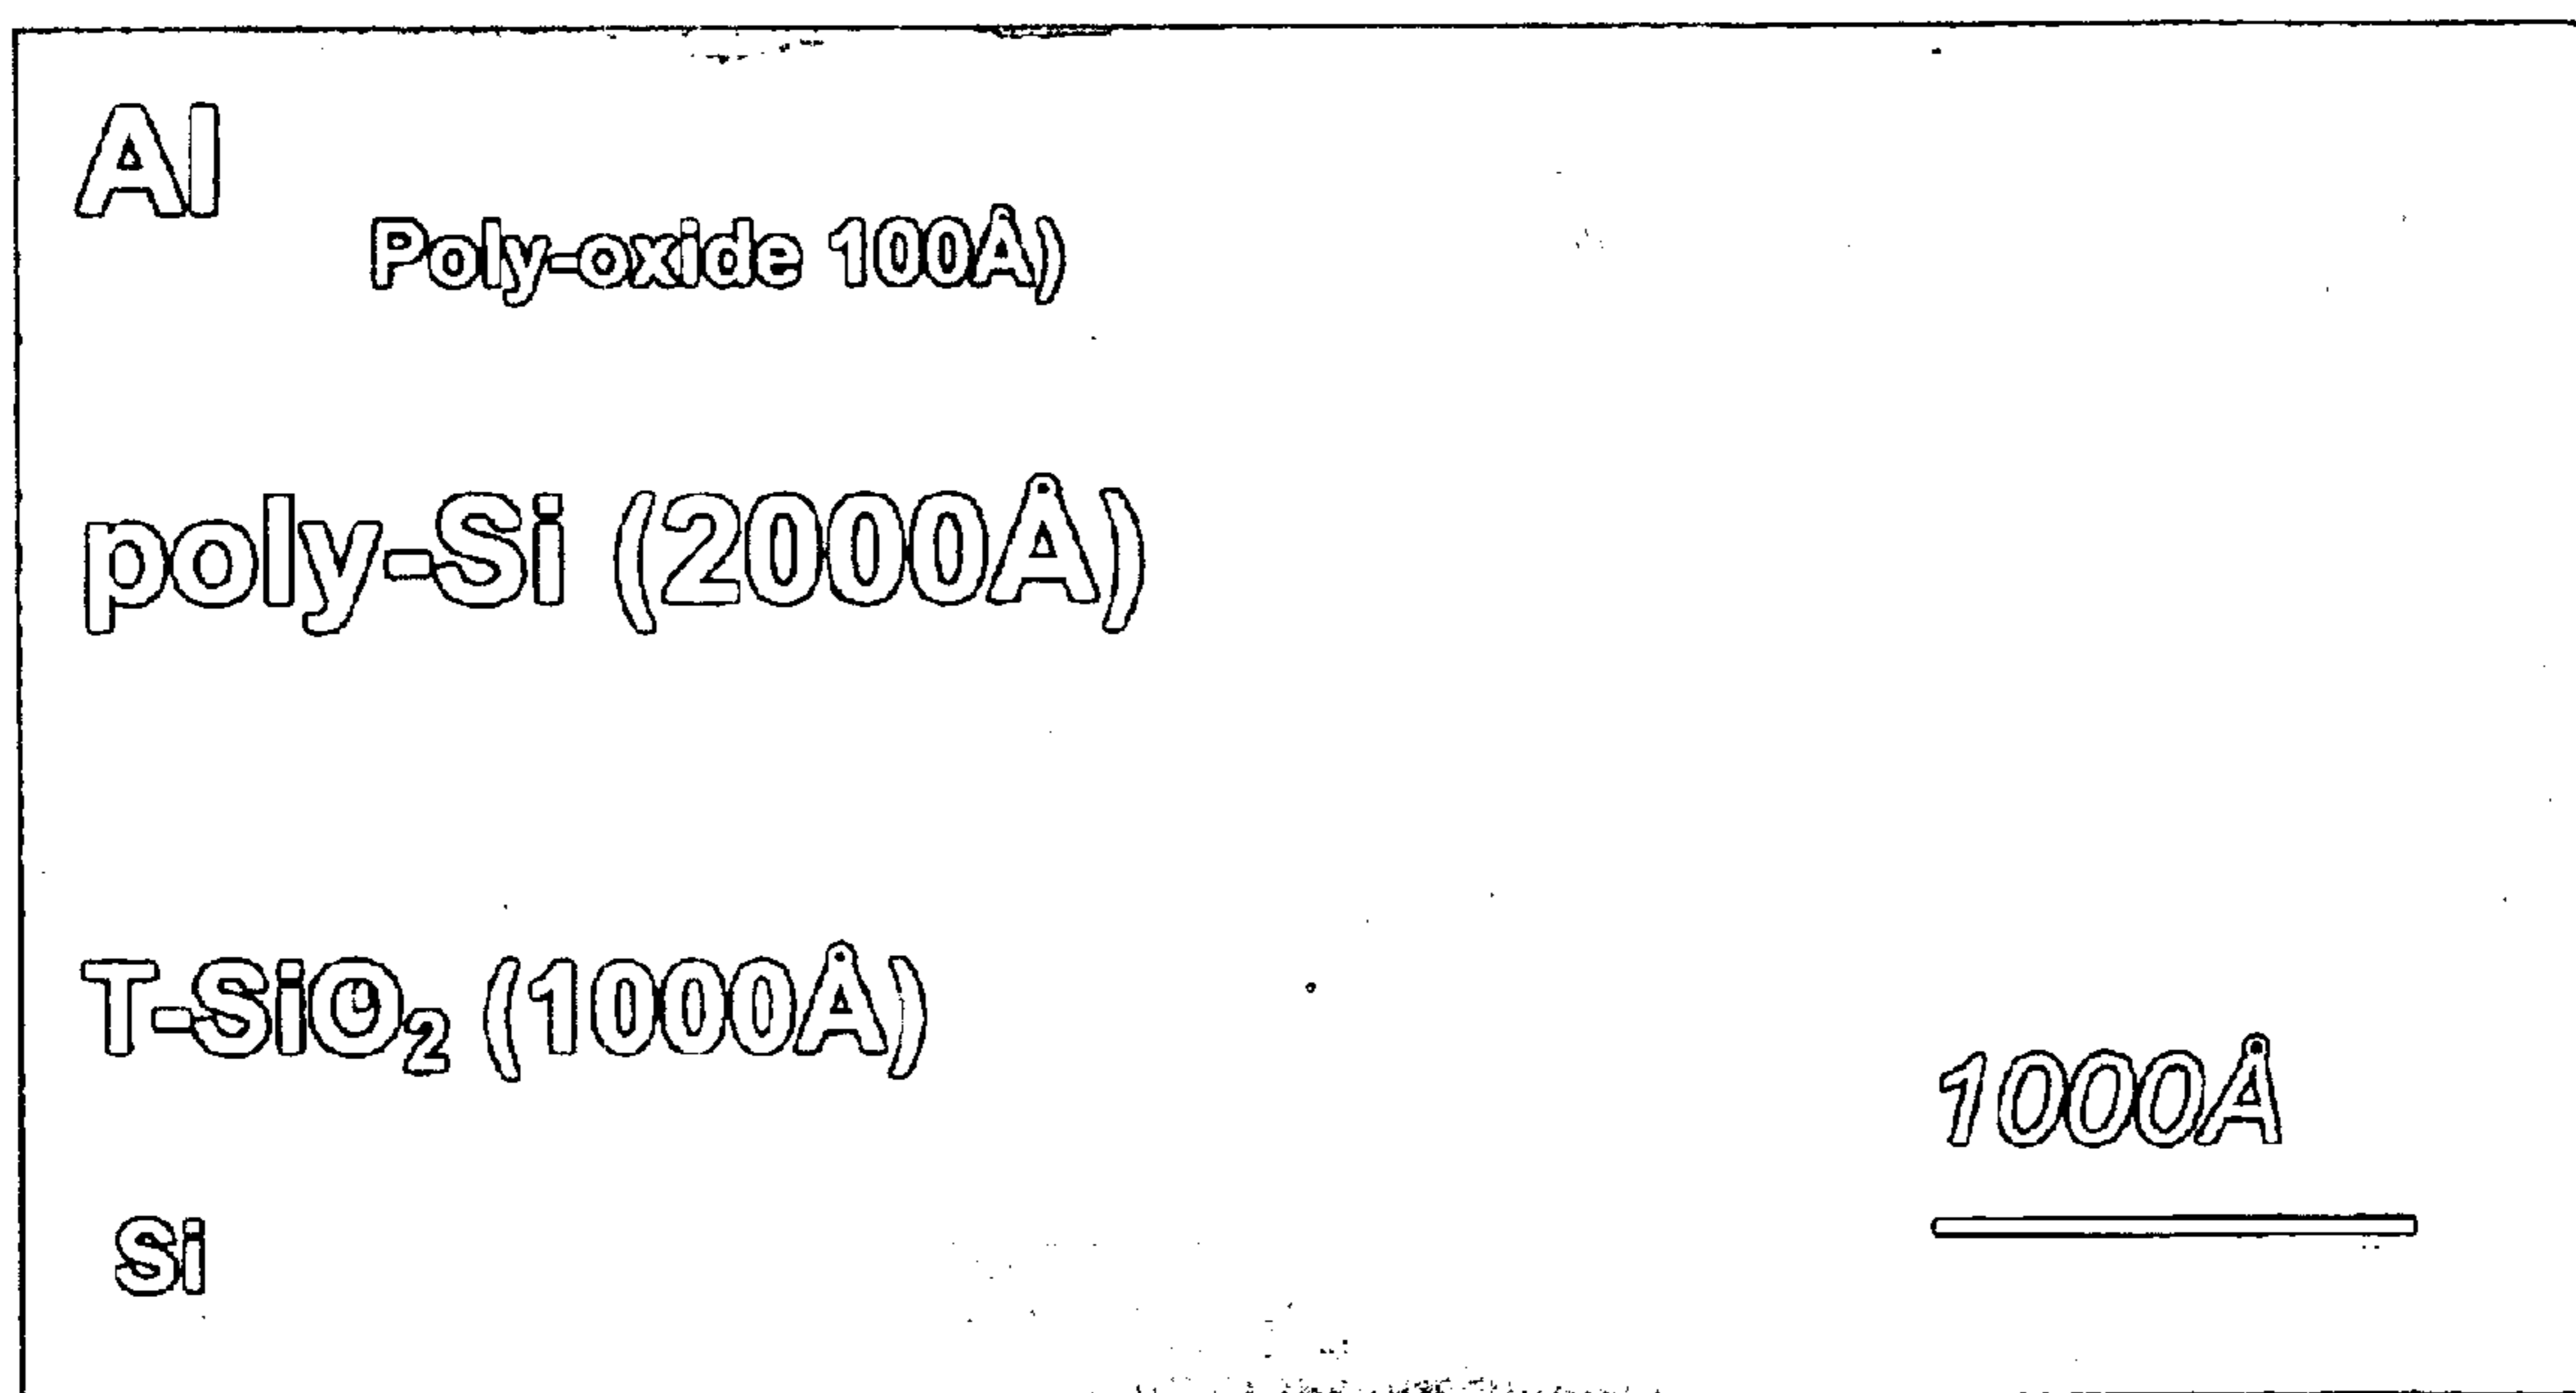 Al
Poly-oxide 100Å)
poly-Si (2000Å)
T-SiO₂ (1000Å)
1000Å
Si